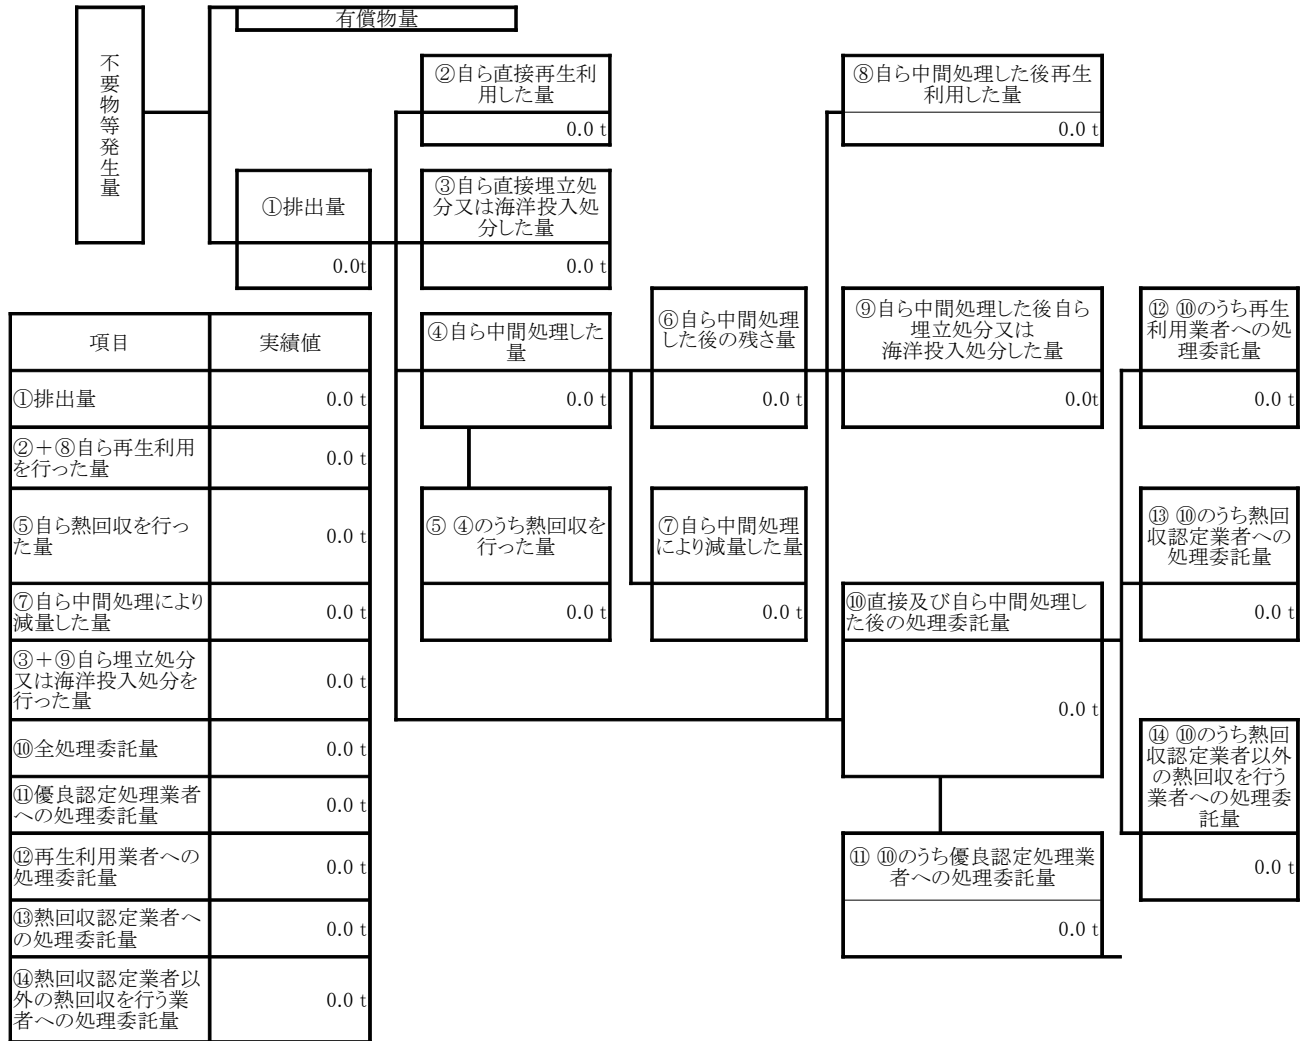 有償物量
不要物等発生量
②自ら直接再生利
用した量
0.0 t
⑧自ら中間処理した後再生
利用した量
0.0 t
①排出量
0.0t
③自ら直接埋立処
分又は海洋投入処
分した量
0.0 t
④自ら中間処理した
量
0.0 t
⑥自ら中間処理
した後の残さ量
0.0 t
⑨自ら中間処理した後自ら
埋立処分又は
海洋投入処分した量
0.0t
⑫ ⑩のうち再生
利用業者への処
理委託量
0.0 t
⑤ ④のうち熱回収を
行った量
0.0 t
⑦自ら中間処理
により減量した量
0.0 t
⑬ ⑩のうち熱回
収認定業者への
処理委託量
0.0 t
⑩直接及び自ら中間処理し
た後の処理委託量
0.0 t
⑭ ⑩のうち熱回
収認定業者以外
の熱回収を行う
業者への処理委
託量
0.0 t
⑪ ⑩のうち優良認定処理業
者への処理委託量
0.0 t
項目 実績値
①排出量 0.0 t
②＋⑧自ら再生利用
を行った量 0.0 t
⑤自ら熱回収を行っ
た量 0.0 t
⑦自ら中間処理により
減量した量 0.0 t
③＋⑨自ら埋立処分
又は海洋投入処分を
行った量 0.0 t
⑩全処理委託量 0.0 t
⑪優良認定処理業者
への処理委託量 0.0 t
⑫再生利用業者への
処理委託量 0.0 t
⑬熱回収認定業者へ
の処理委託量 0.0 t
⑭熱回収認定業者以
外の熱回収を行う業
者への処理委託量 0.0 t